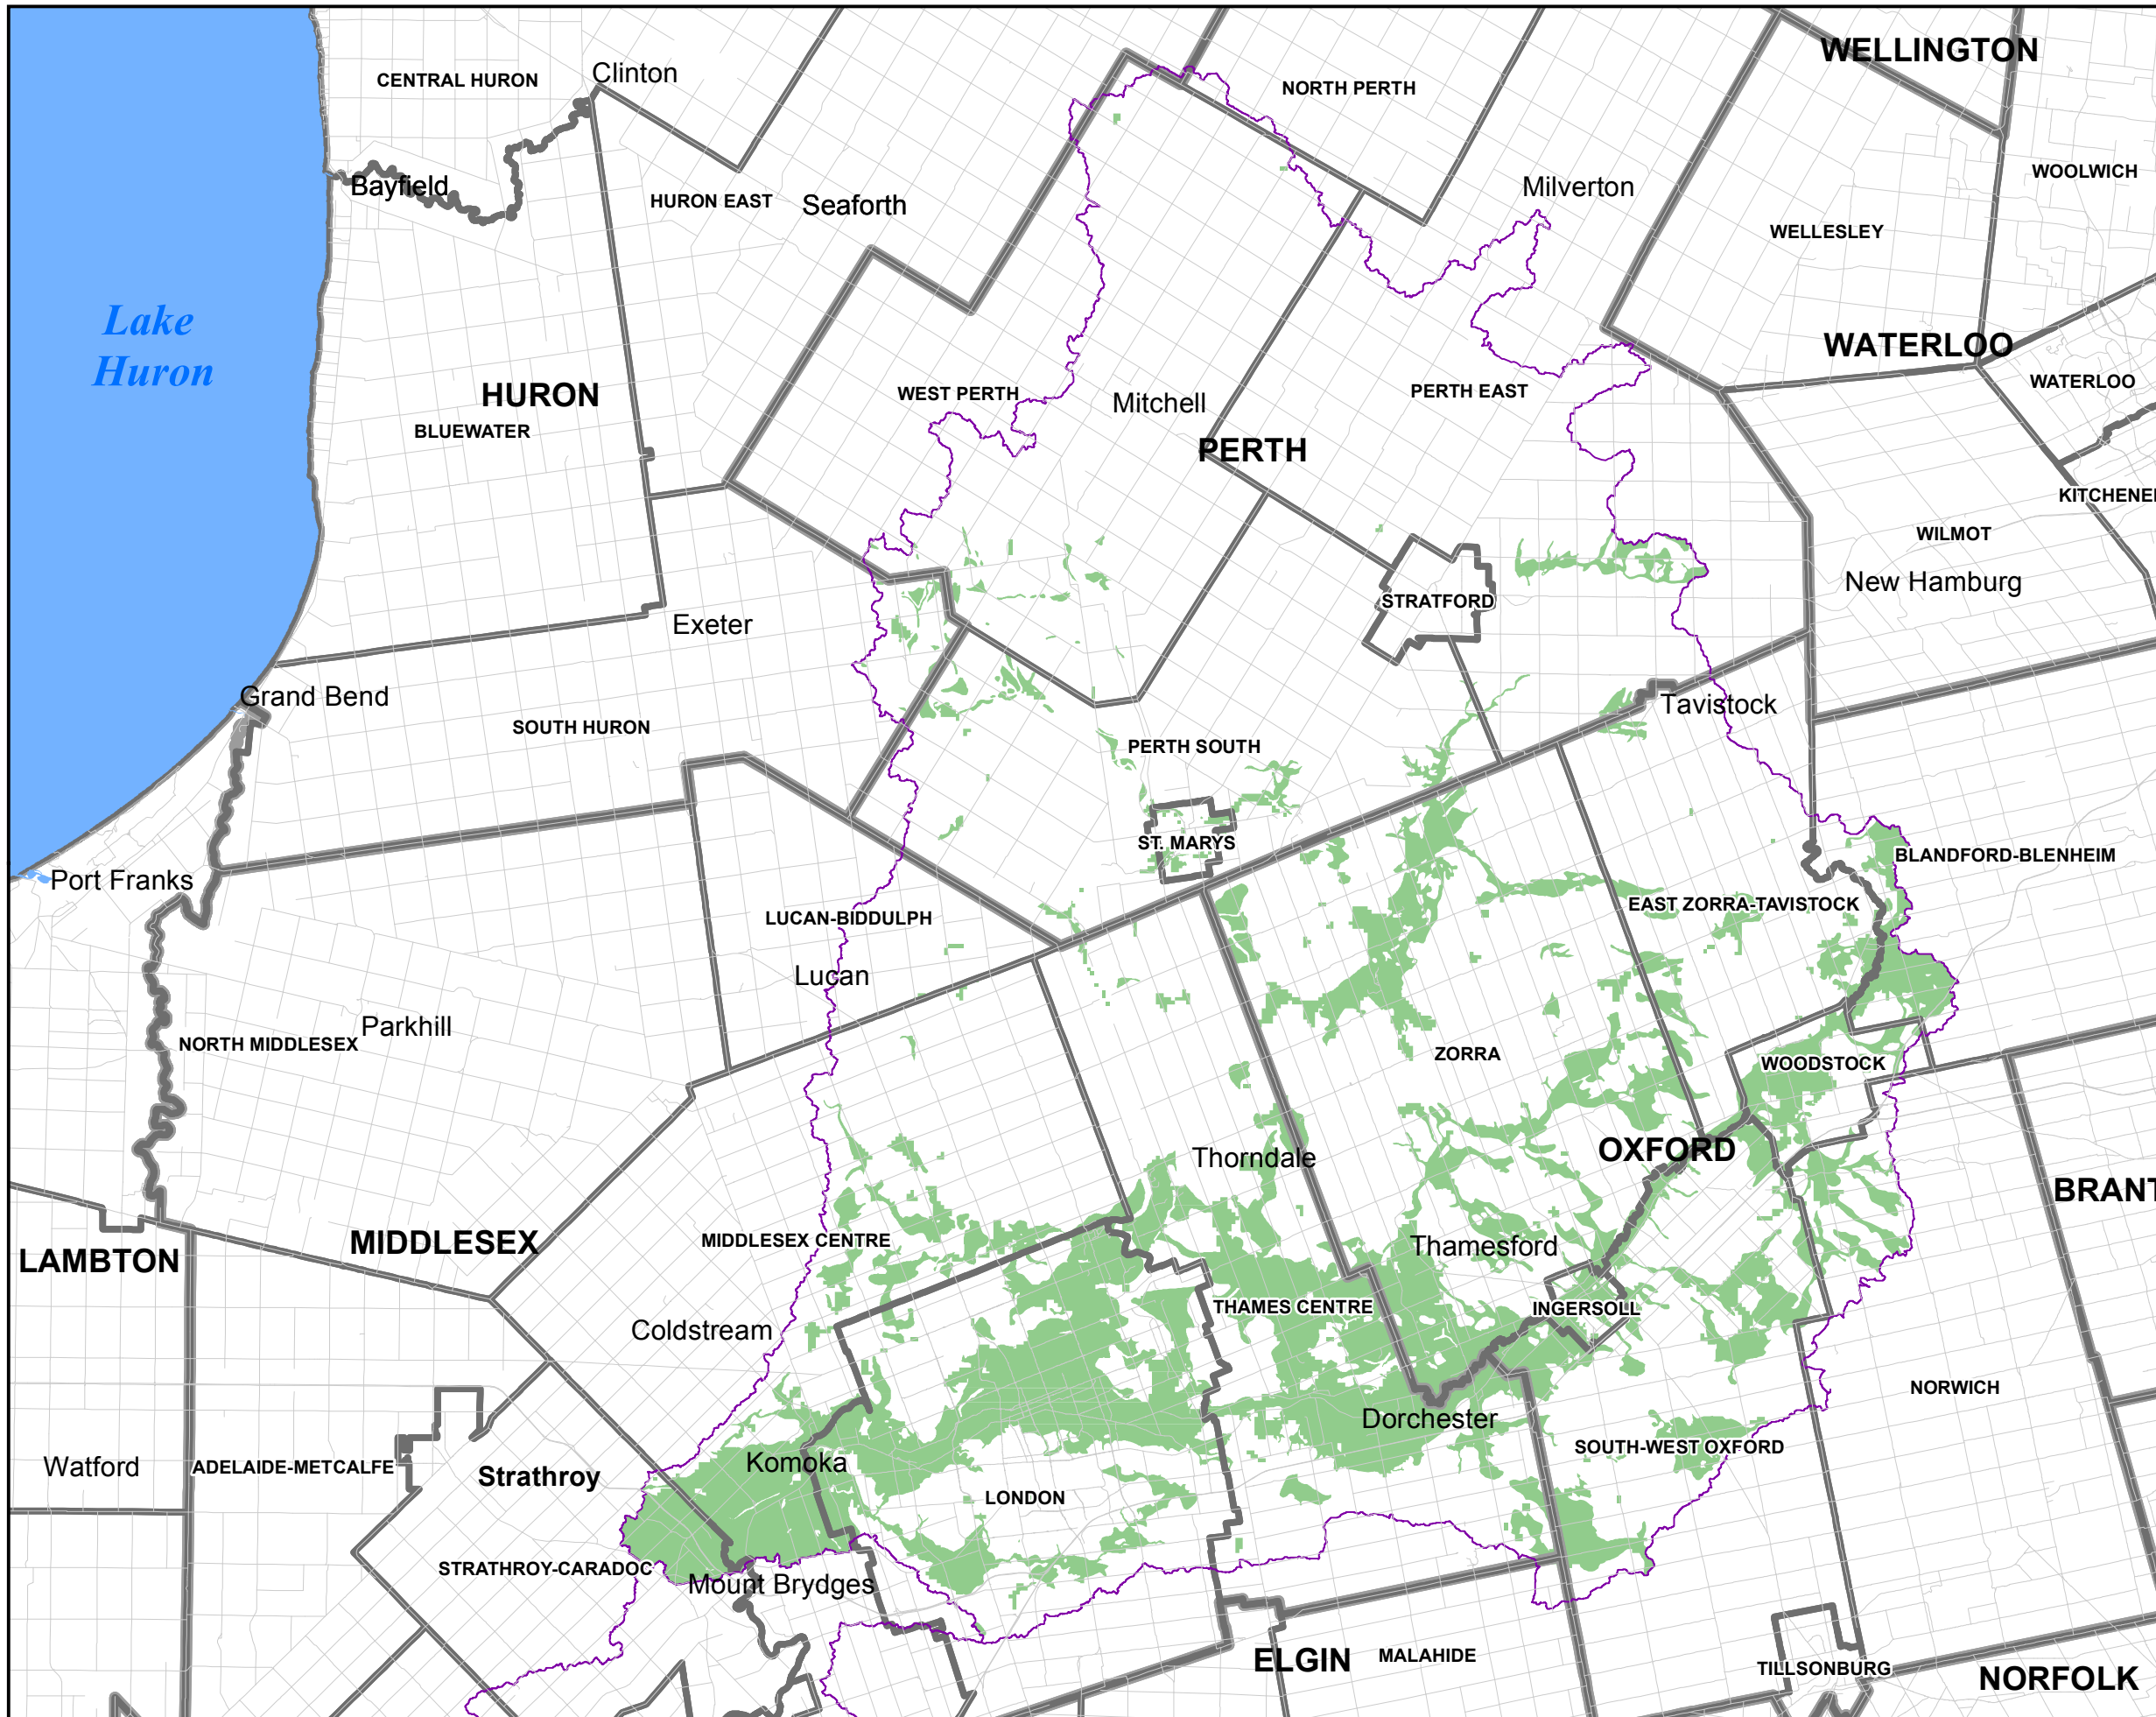 WELLINGTON
Clinton
CENTRAL HURON
NORTH PERTH
WOOLWICH
Bayfield
Milverton
HURON EAST
Seaforth
WELLESLEY
Lake
Huron
WATERLOO
WATERLOO
HURON
WEST PERTH
Mitchell
PERTH EAST
BLUEWATER
PERTH
WILMOT
New Hamburg
STRATFORD
Exeter
Grand Bend
Tavistock
SOUTH HURON
PERTH SOUTH
ST. MARYS
BLANDFORD-BLENHEIM
Port Franks
EAST ZORRA-TAVISTOCK
LUCAN-BIDDULPH
Lucan
Parkhill
NORTH MIDDLESEX
ZORRA
WOODSTOCK
OXFORD
Thorndale
BRANT
MIDDLESEX
MIDDLESEX CENTRE
Thamesford
LAMBTON
THAMES CENTRE
INGERSOLL
Coldstream
NORWICH
Dorchester
SOUTH-WEST OXFORD
Watford
ADELAIDE-METCALFE
Strathroy
Komoka
LONDON
STRATHROY-CARADOC
Mount Brydges
ELGIN
MALAHIDE
TILLSONBURG
NORFOLK